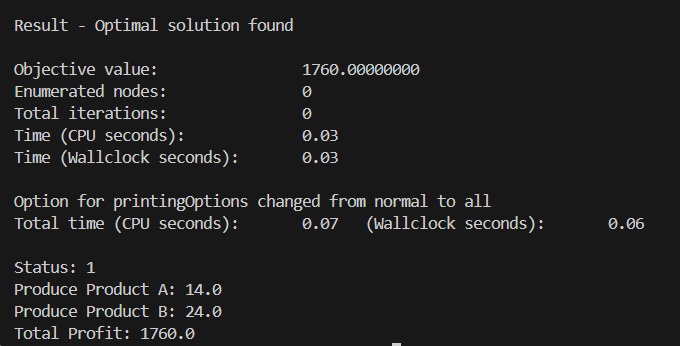 Result - Optimal solution found
Objective value: 1760.00000000
Enumerated nodes: 0
Total iterations: 0
Time (CPU seconds): 0.03
Time (Wallclock seconds): 0.03
Option for printingOptions changed from normal to all
Total time (CPU seconds): 0.07 (Wallclock seconds): 0.06
Status: 1
Produce Product A: 14.0
Produce Product B: 24.0
Total Profit: 1760.0